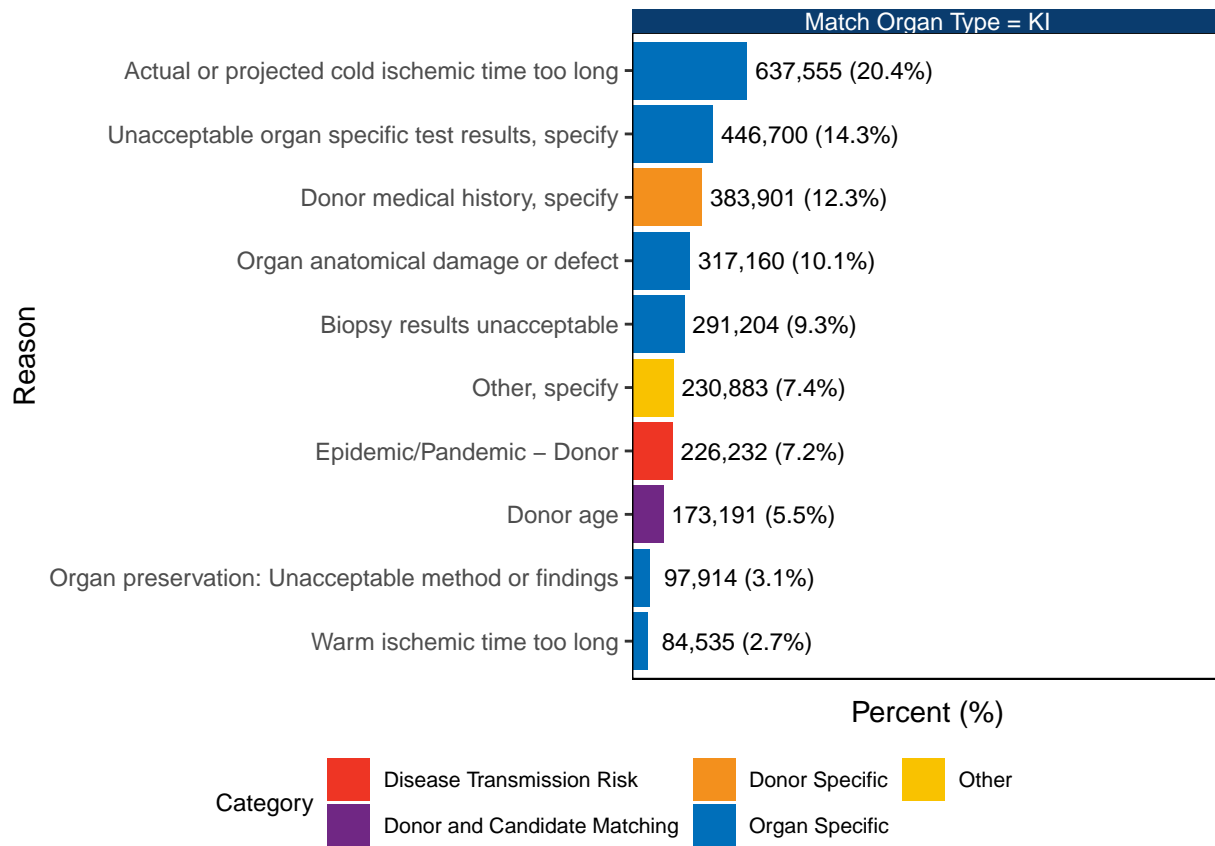 Match Organ Type = KI
Reason
Actual or projected cold ischemic time too long 637,555 (20.4%)
Unacceptable organ specific test results, specify 446,700 (14.3%)
Donor medical history, specify 383,901 (12.3%)
Organ anatomical damage or defect 317,160 (10.1%)
Biopsy results unacceptable 291,204 (9.3%)
Other, specify 230,883 (7.4%)
Epidemic/Pandemic – Donor 226,232 (7.2%)
Donor age 173,191 (5.5%)
Organ preservation: Unacceptable method or findings 97,914 (3.1%)
Warm ischemic time too long 84,535 (2.7%)
Percent (%)
Category
Disease Transmission Risk Donor Specific Other
Donor and Candidate Matching Organ Specific